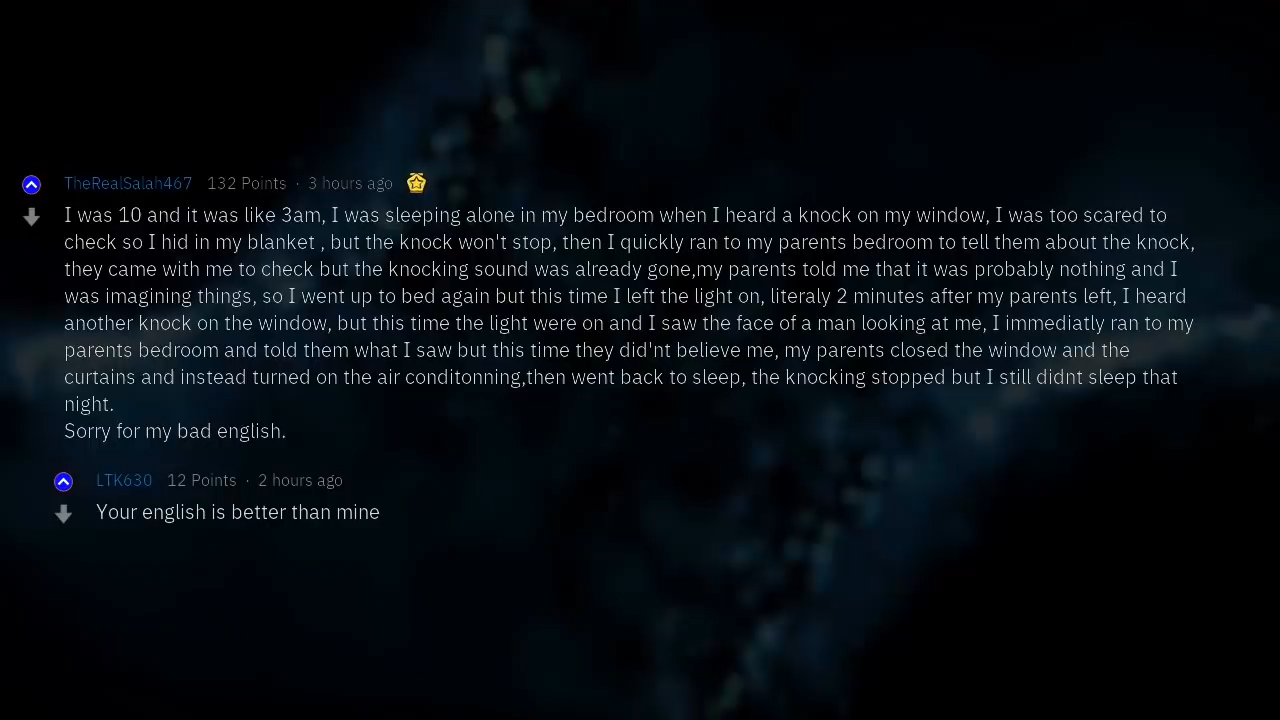 TheRealSalah467 132 Points · 3 hours ago
I was 10 and it was like 3am, I was sleeping alone in my bedroom when I heard a knock on my window, I was too scared to
check so I hid in my blanket , but the knock won't stop, then I quickly ran to my parents bedroom to tell them about the knock,
they came with me to check but the knocking sound was already gone,my parents told me that it was probably nothing and I
was imagining things, so I went up to bed again but this time I left the light on, literaly 2 minutes after my parents left, I heard
another knock on the window, but this time the light were on and I saw the face of a man looking at me, I immediatly ran to my
parents bedroom and told them what I saw but this time they did'nt believe me, my parents closed the window and the
curtains and instead turned on the air conditonning,then went back to sleep, the knocking stopped but I still didnt sleep that
night.
Sorry for my bad english.
LTK630 12 Points · 2 hours ago
Your english is better than mine